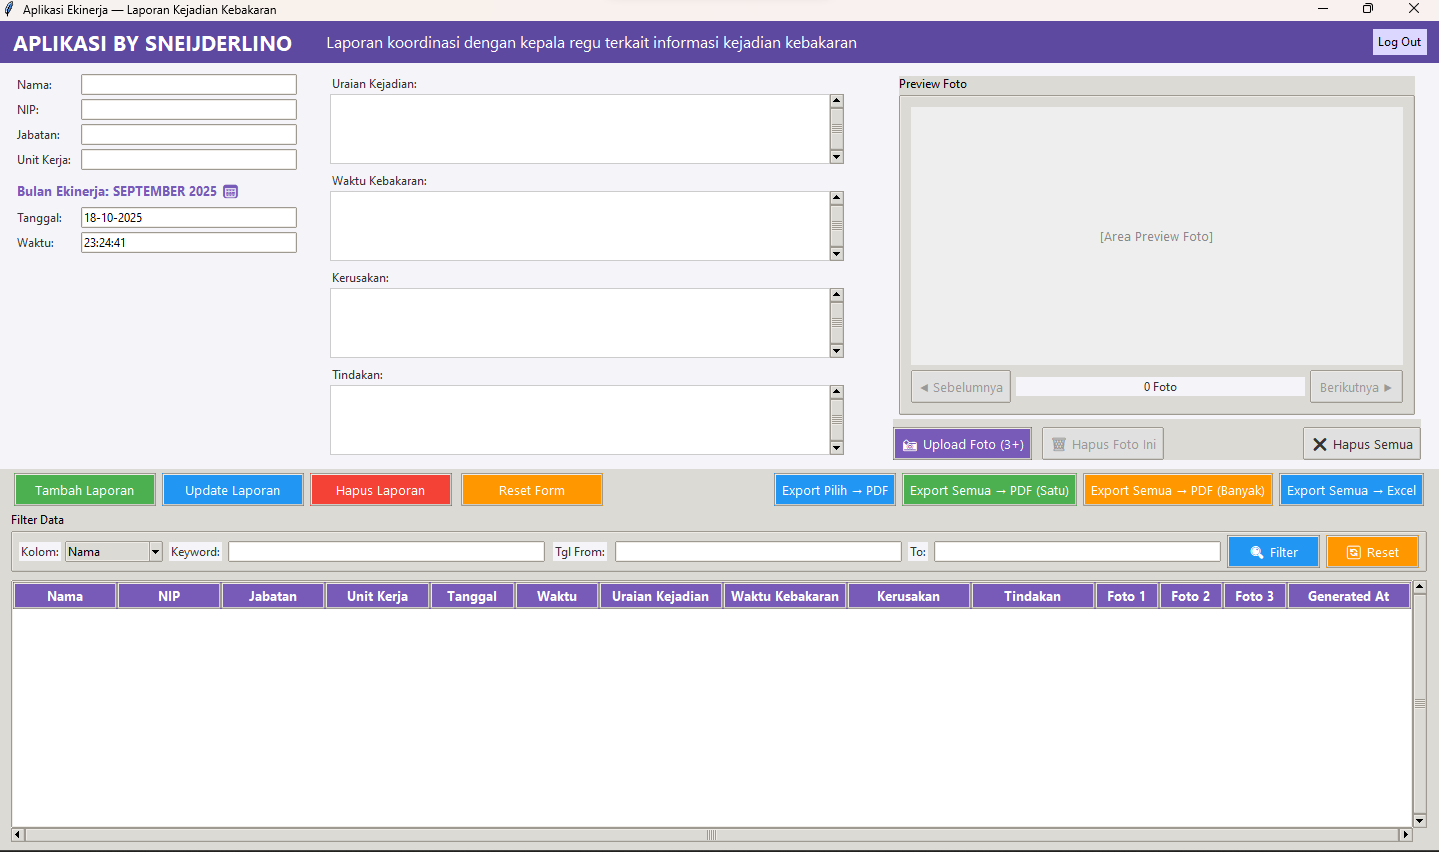 Aplikasi Ekinerja — Laporan Kejadian Kebakaran
APLIKASI BY SNEIJDERLINO
Laporan koordinasi dengan kepala regu terkait informasi kejadian kebakaran
Log Out
Nama:
NIP:
Jabatan:
Unit Kerja:
Bulan Ekinerja: SEPTEMBER 2025
Tanggal: 18-10-2025
Waktu: 23:24:41
Uraian Kejadian:
Waktu Kebakaran:
Kerusakan:
Tindakan:
Preview Foto
[Area Preview Foto]
◄ Sebelumnya 0 Foto Berikutnya ►
Upload Foto (3+) Hapus Foto Ini Hapus Semua
Tambah Laporan Update Laporan Hapus Laporan Reset Form Export Pilih → PDF Export Semua → PDF (Satu) Export Semua → PDF (Banyak) Export Semua → Excel
Filter Data
Kolom: Nama Keyword: Tgl From: To: Filter Reset
Nama NIP Jabatan Unit Kerja Tanggal Waktu Uraian Kejadian Waktu Kebakaran Kerusakan Tindakan Foto 1 Foto 2 Foto 3 Generated At